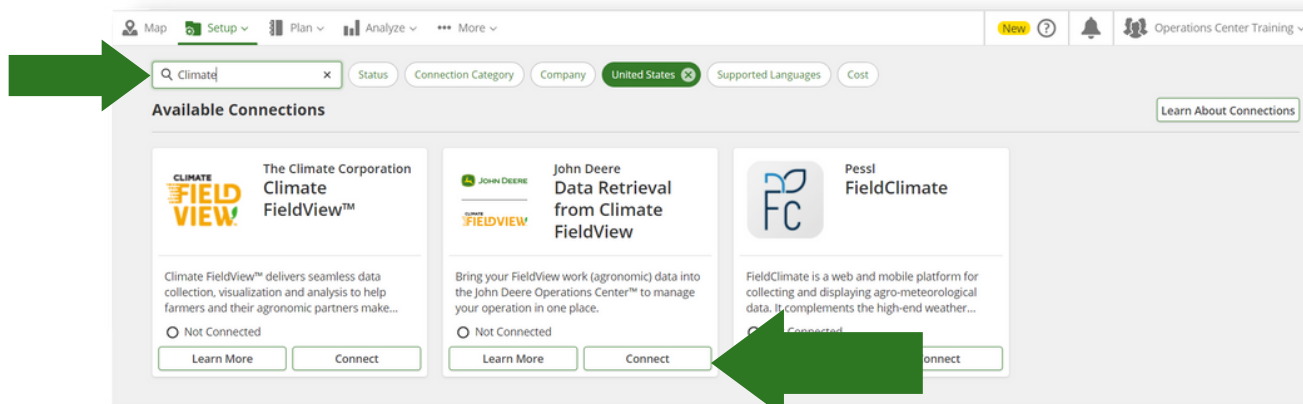 Map Setup Plan Analyze More New ? Operations Center Training
Climate × Status Connection Category Company United States Supported Languages Cost
Available Connections Learn About Connections
CLIMATE
FIELD
VIEW
The Climate Corporation
Climate
FieldView™
Climate FieldView™ delivers seamless data
collection, visualization and analysis to help
farmers and their agronomic partners make...
Not Connected
Learn More Connect
JOHN DEERE
CLIMATE
FIELDVIEW
John Deere
Data Retrieval
from Climate
FieldView
Bring your FieldView work (agronomic) data into
the John Deere Operations Center™ to manage
your operation in one place.
Not Connected
Learn More Connect
FC
Pessl
FieldClimate
FieldClimate is a web and mobile platform for
collecting and displaying agro-meteorological
data. It complements the high-end weather...